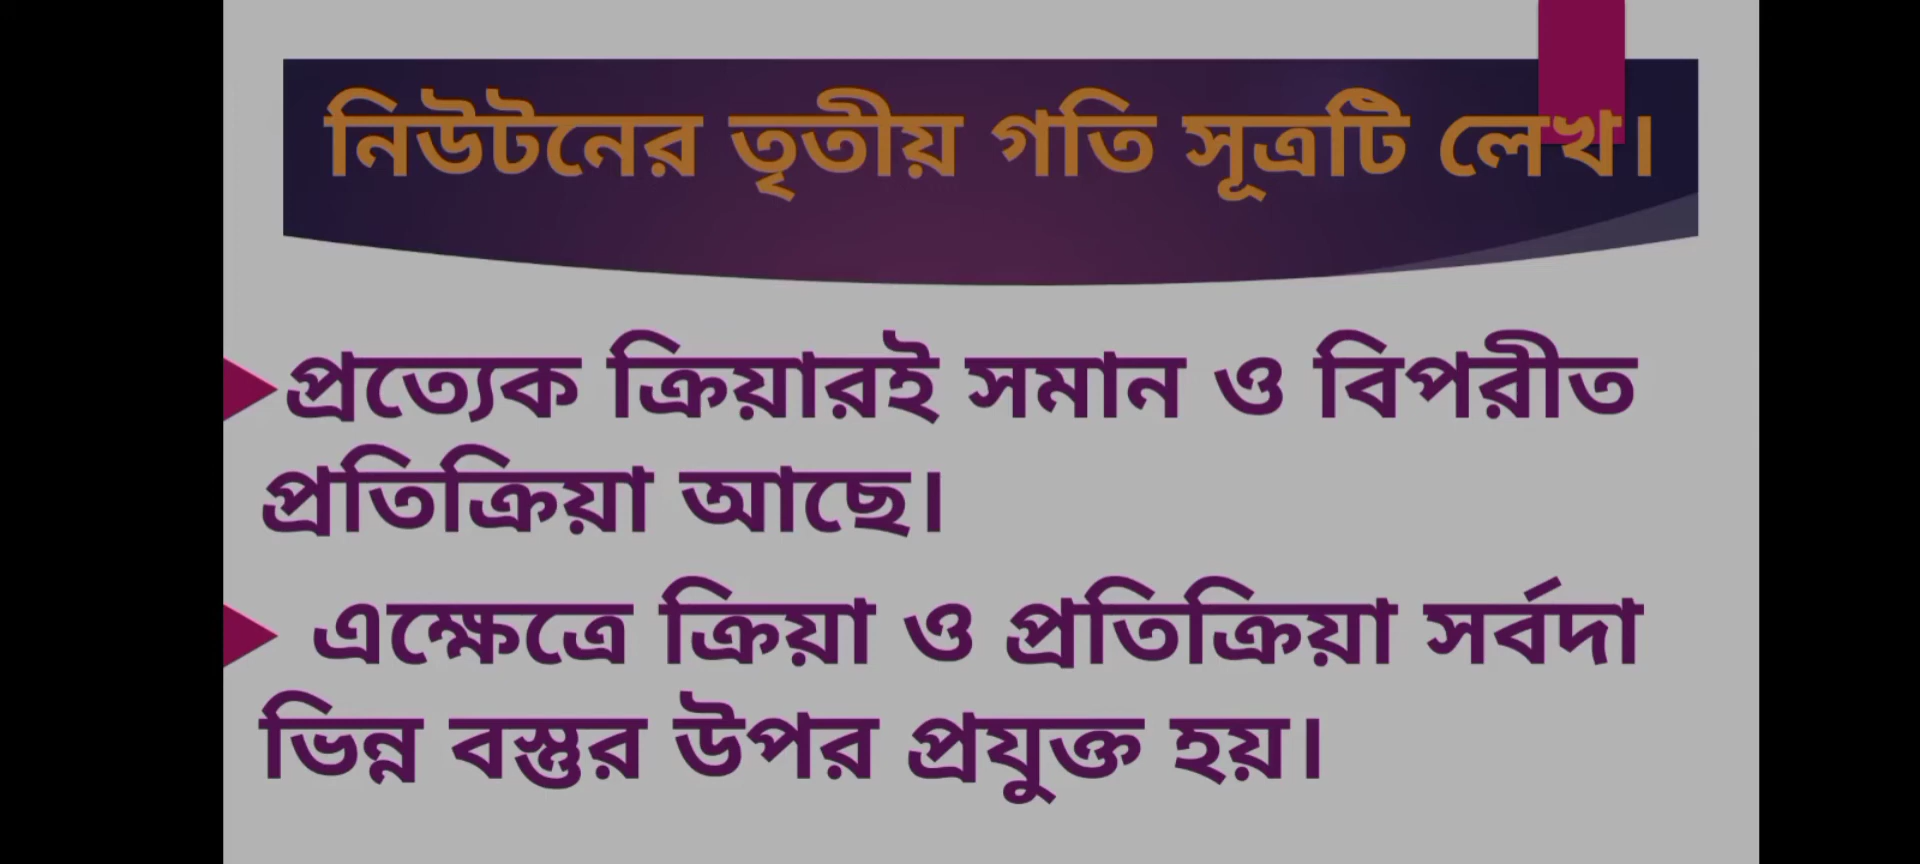 নিউটনের তৃতীয় গতি সূত্রটি লেখ।
প্রত্যেক ক্রিয়ারই সমান ও বিপরীত
প্রতিক্রিয়া আছে।
এক্ষেত্রে ক্রিয়া ও প্রতিক্রিয়া সর্বদা
ভিন্ন বস্তুর উপর প্রযুক্ত হয়।